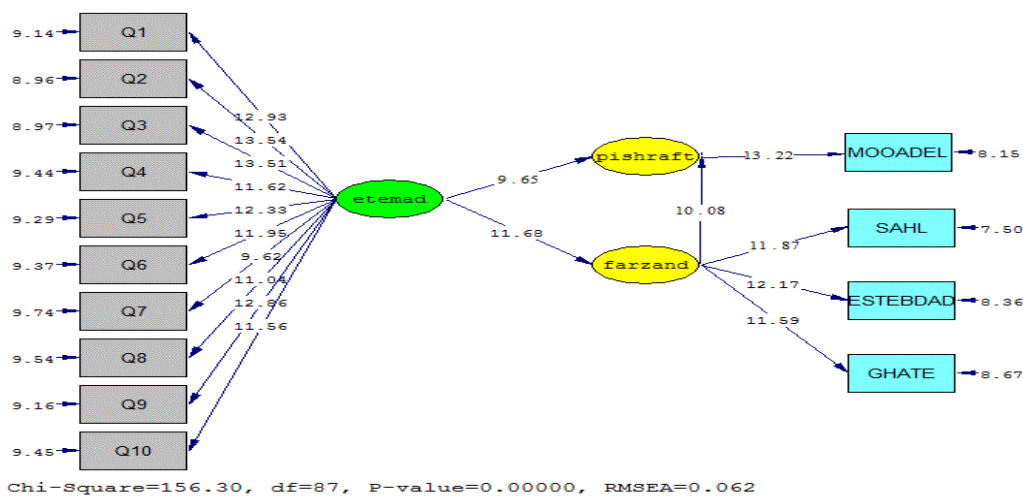 9.14 Q1
8.96 Q2
8.97 Q3
9.44 Q4
9.29 Q5
9.37 Q6
9.74 Q7
9.54 Q8
9.16 Q9
9.45 Q10
12.93
13.54
13.51
11.62
12.33
11.95
9.62
11.04
12.86
11.56
etemad
9.65
11.68
pishraft
10.08
farzand
13.22
11.87
12.17
11.59
MOOADEL 8.15
SAHL 7.50
ESTEBDAD 8.36
GHATE 8.67
Chi-Square=156.30, df=87, P-value=0.00000, RMSEA=0.062